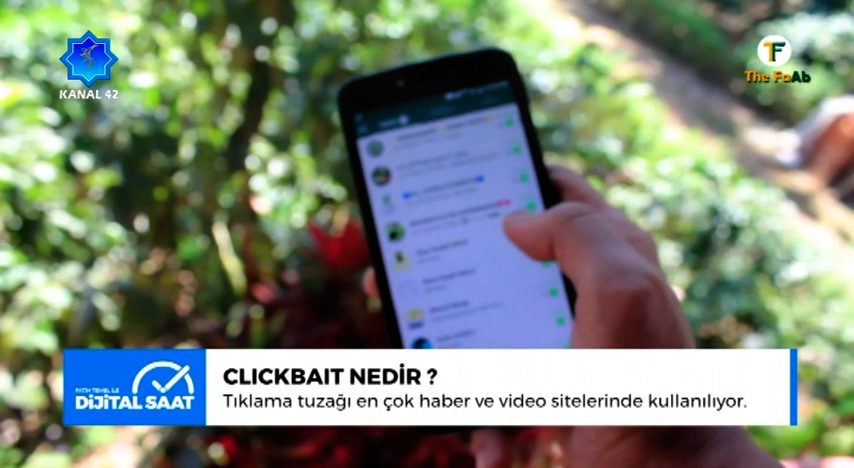 KANAL 42
TF
The FaAb
FATİH TEMEL İLE
DİJİTAL SAAT
CLICKBAIT NEDİR ?
Tıklama tuzağı en çok haber ve video sitelerinde kullanılıyor.